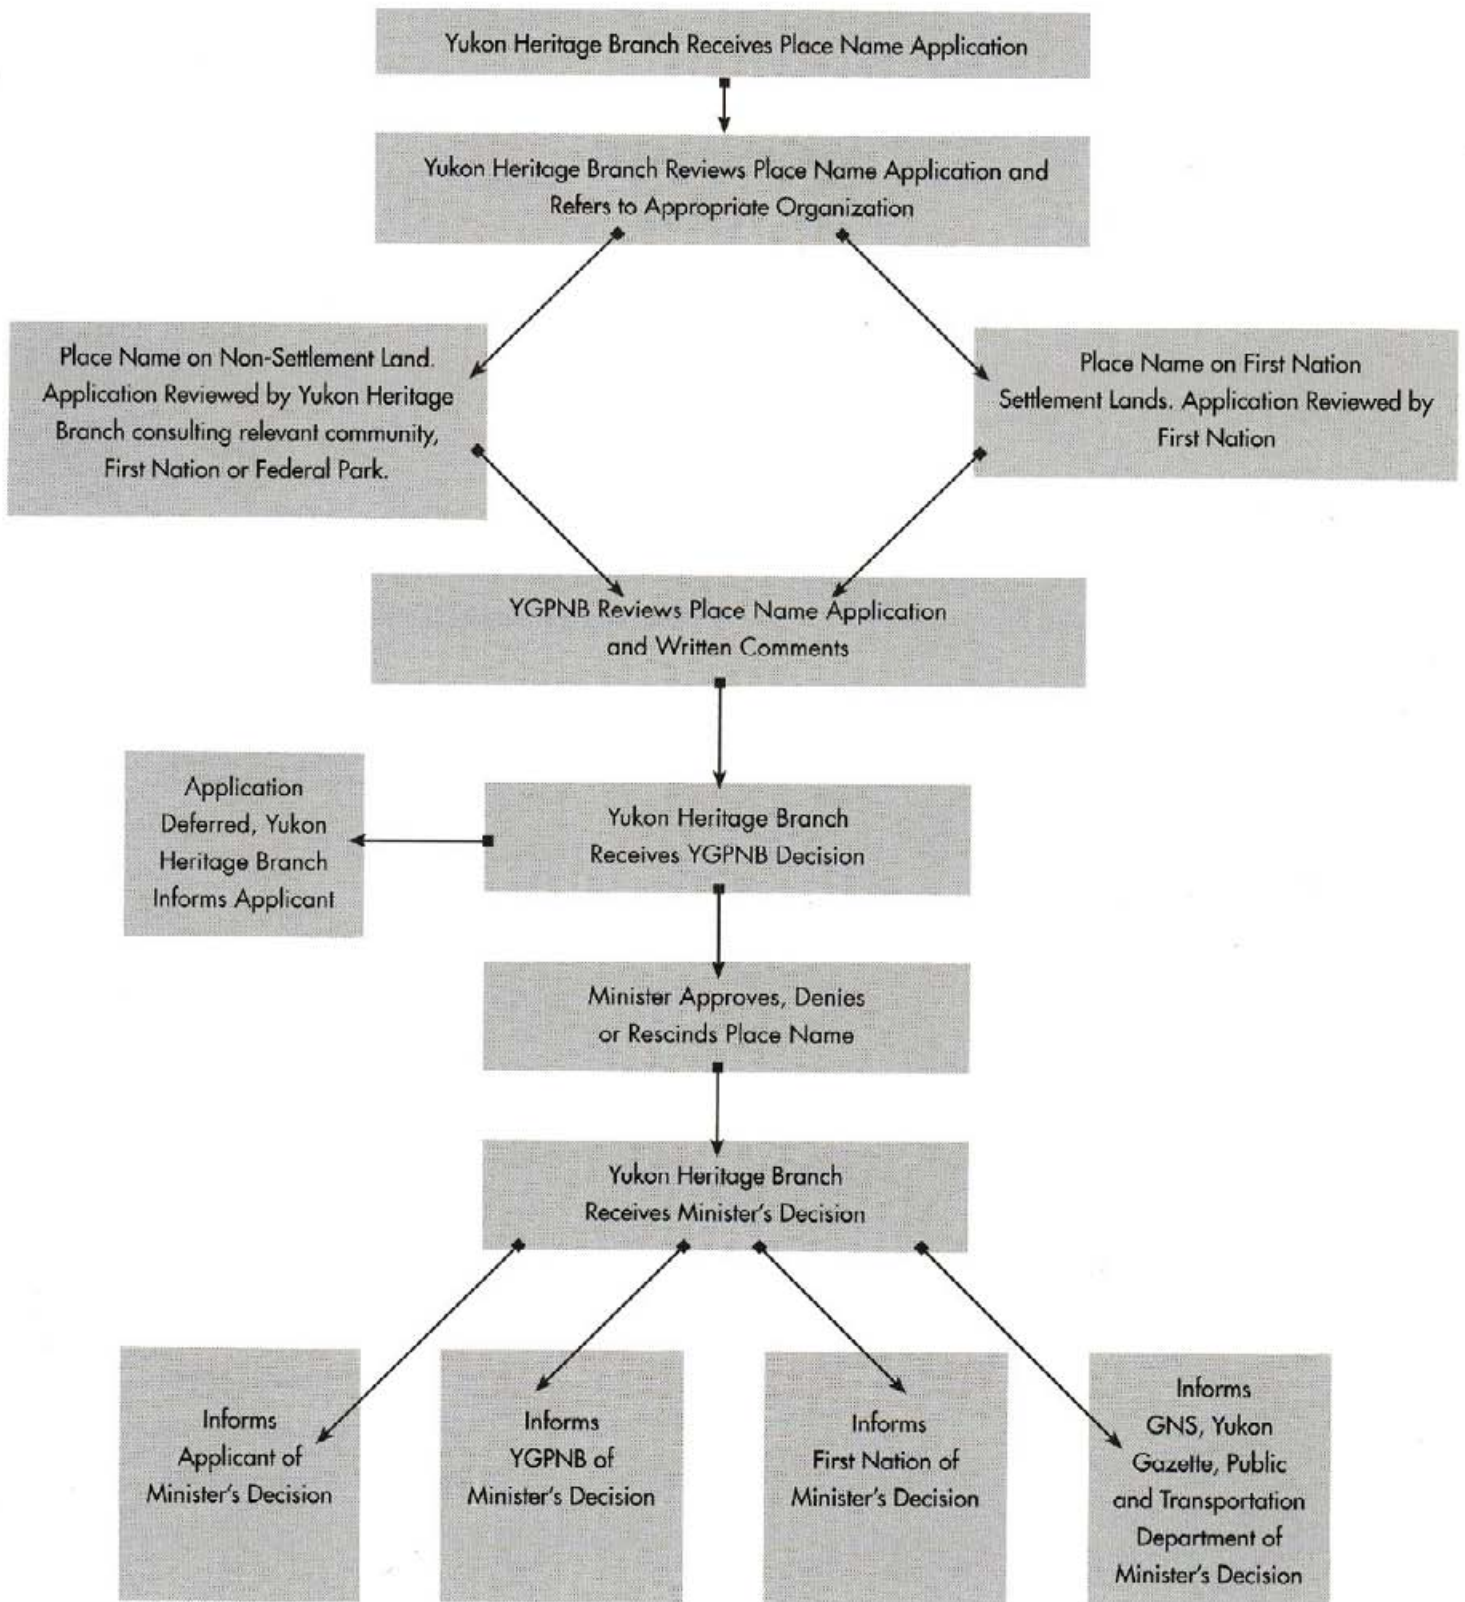 Yukon Heritage Branch Receives Place Name Application
Yukon Heritage Branch Reviews Place Name Application and
Refers to Appropriate Organization
Place Name on Non-Settlement Land.
Application Reviewed by Yukon Heritage
Branch consulting relevant community,
First Nation or Federal Park.
Place Name on First Nation
Settlement Lands. Application Reviewed by
First Nation
YGPNB Reviews Place Name Application
and Written Comments
Application
Deferred, Yukon
Heritage Branch
Informs Applicant
Yukon Heritage Branch
Receives YGPNB Decision
Minister Approves, Denies
or Rescinds Place Name
Yukon Heritage Branch
Receives Minister's Decision
Informs
Applicant of
Minister's Decision
Informs
YGPNB of
Minister's Decision
Informs
First Nation of
Minister's Decision
Informs
GNS, Yukon
Gazette, Public
and Transportation
Department of
Minister's Decision